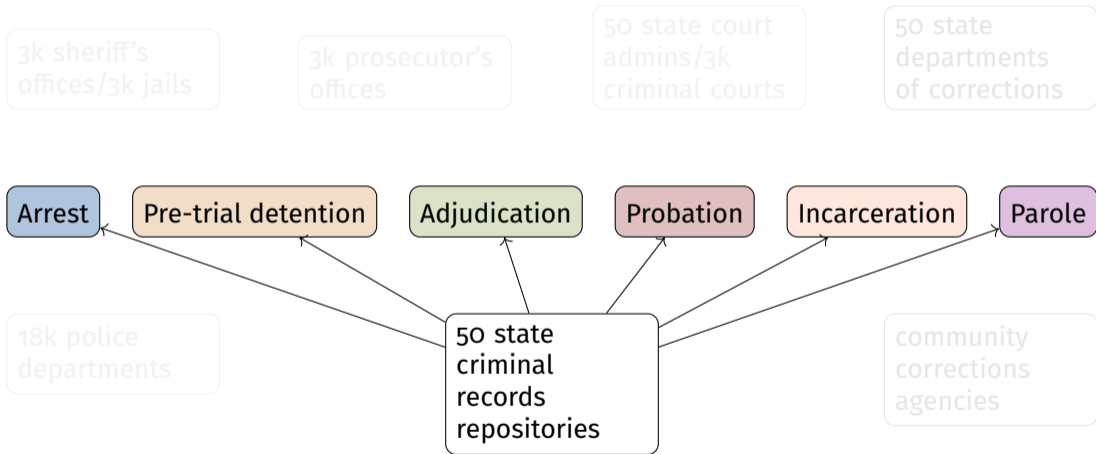 3k sheriff's
offices/3k jails
3k prosecutor's
offices
50 state court
admins/3k
criminal courts
50 state
departments
of corrections
Arrest
Pre-trial detention
Adjudication
Probation
Incarceration
Parole
18k police
departments
50 state
criminal
records
repositories
community
corrections
agencies